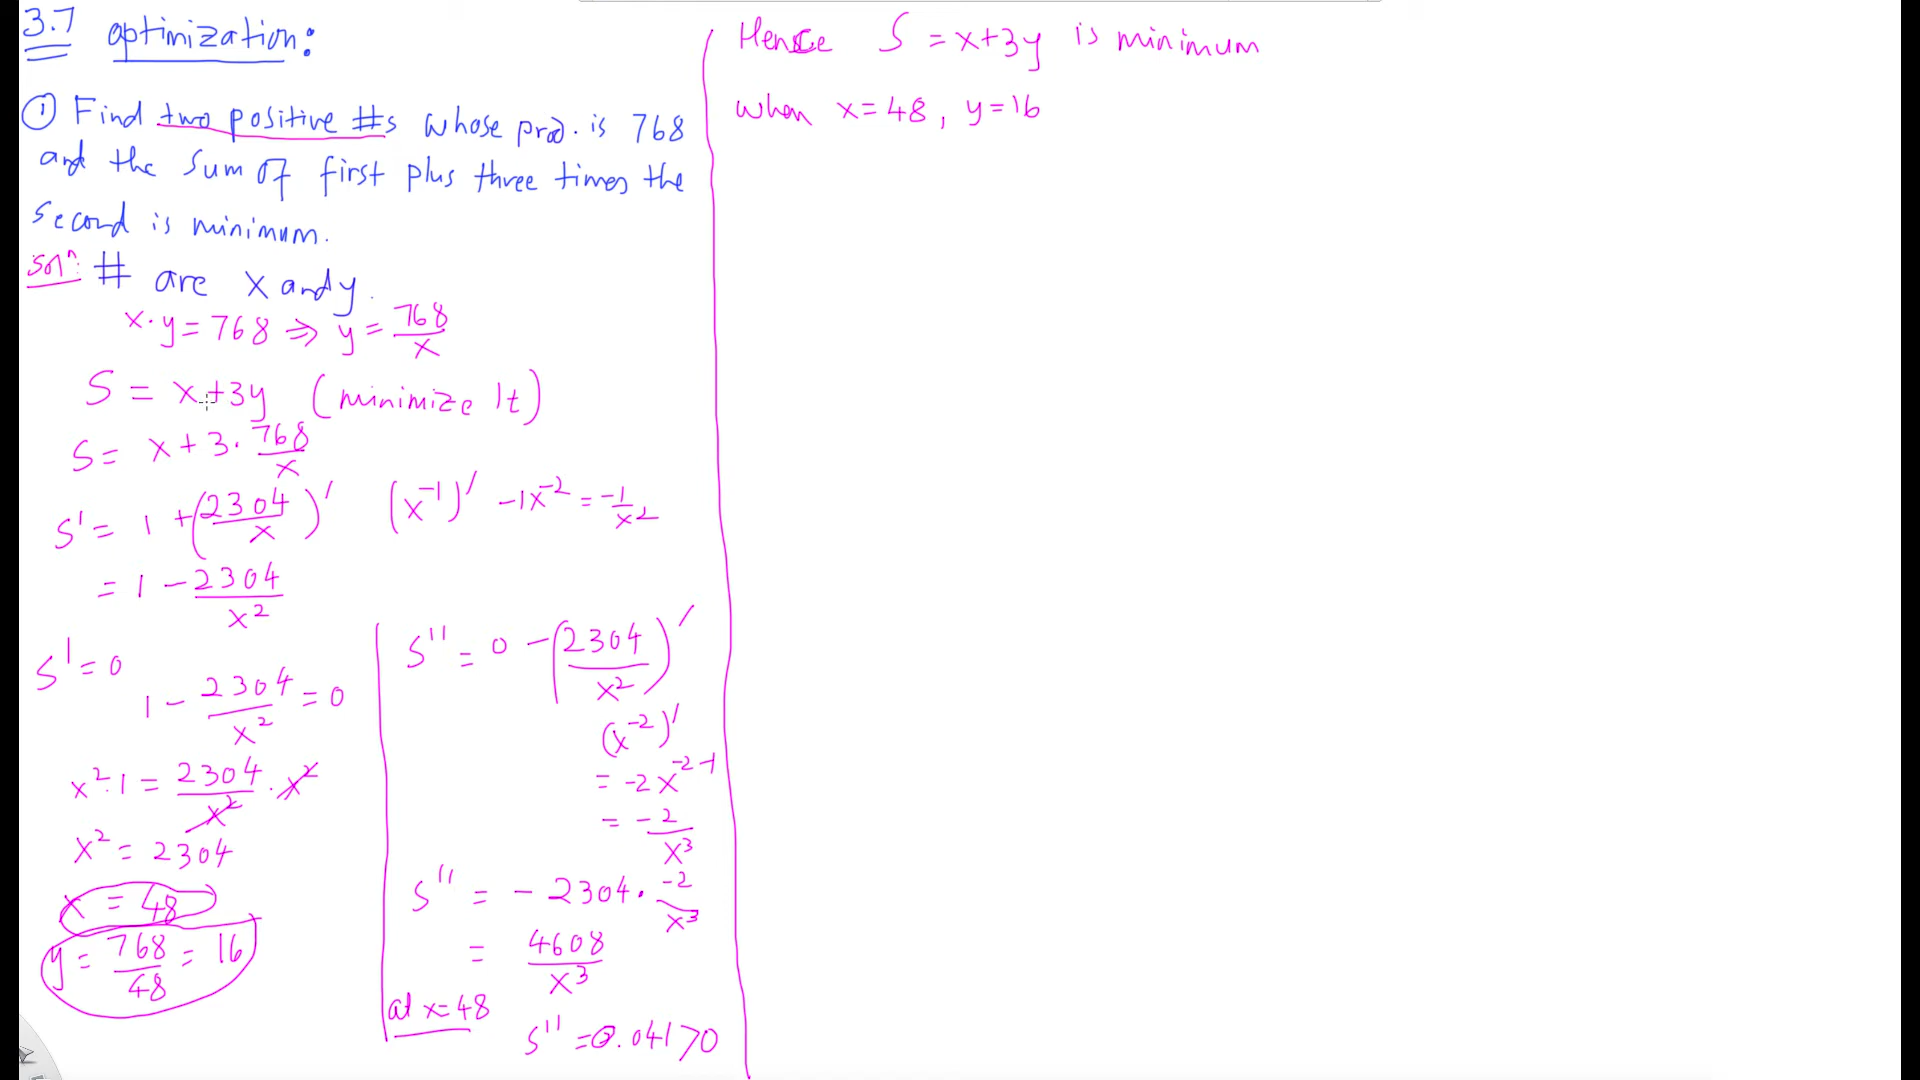 3.7 optimization:
① Find two positive #s whose prod. is 768
and the sum of first plus three times the
second is minimum.
Solⁿ: # are x and y.
x·y = 768 ⇒ y = 768/x
S = x+3y (minimize It)
S = x + 3 · 768/x
S' = 1 + (2304/x)' (x⁻¹)' -1x⁻² = -1/x²
= 1 - 2304/x²
S' = 0
1 - 2304/x² = 0
x²·1 = 2304/x² · x²
x² = 2304
x = 48
y = 768/48 = 16
S'' = 0 - (2304/x²)'
(x⁻²)'
= -2x⁻²⁻¹
= -2/x³
S'' = - 2304 · -2/x³
= 4608/x³
at x=48
S'' = 0.0417>0
Hence S = x+3y is minimum
when x=48, y=16